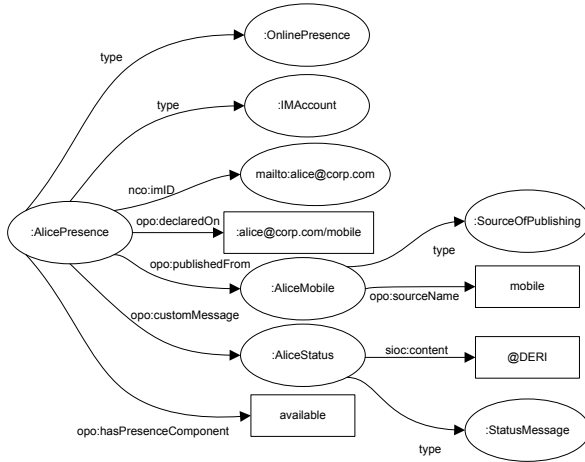 :OnlinePresence
type
:IMAccount
type
mailto:alice@corp.com
nco:imID
:SourceOfPublishing
opo:declaredOn
:AlicePresence
:alice@corp.com/mobile
type
opo:publishedFrom
:AliceMobile
mobile
opo:sourceName
opo:customMessage
sioc:content
:AliceStatus
@DERI
available
opo:hasPresenceComponent
:StatusMessage
type